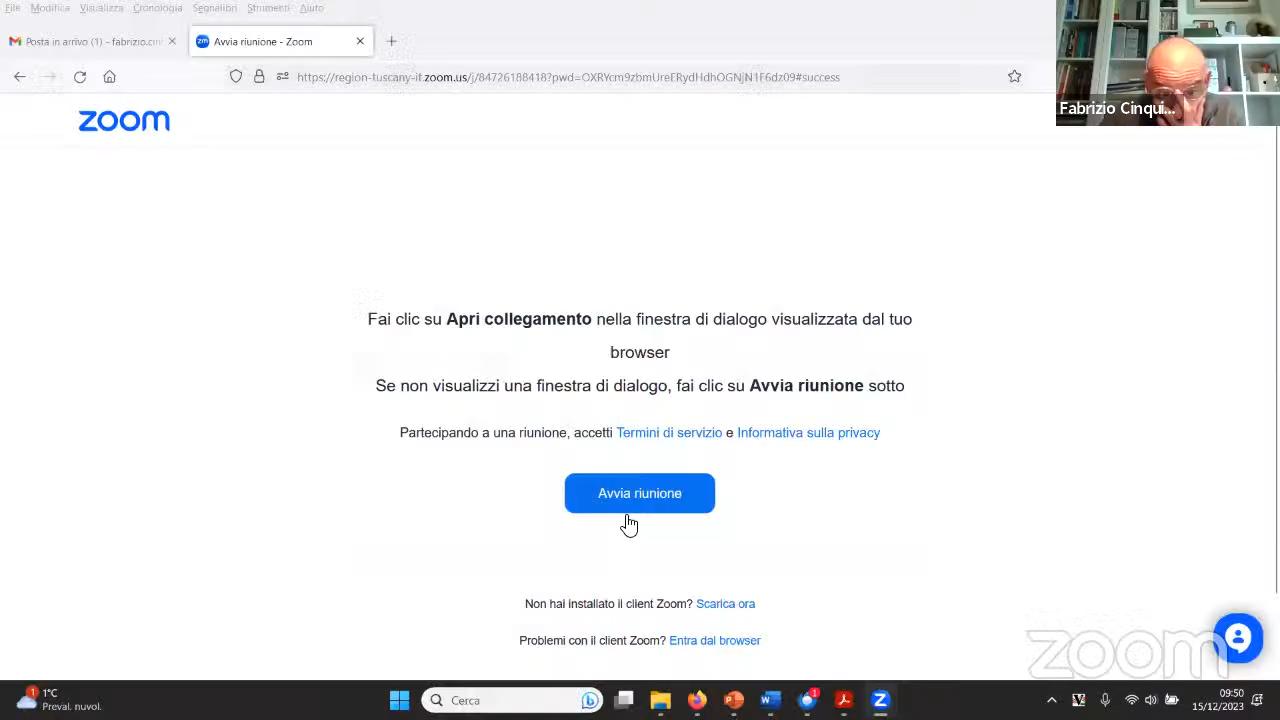 File Modifica Visualizza Cronologia Segnalibri Strumenti Aiuto
Posta in arrivo (1) - fabrizio.cin
Avvia riunione - Zoom
zoom
Fabrizio Cinqui...
Fai clic su Apri collegamento nella finestra di dialogo visualizzata dal tuo
browser
Se non visualizzi una finestra di dialogo, fai clic su Avvia riunione sotto
Partecipando a una riunione, accetti Termini di servizio e Informativa sulla privacy
Avvia riunione
Non hai installato il client Zoom? Scarica ora
Problemi con il client Zoom? Entra dal browser
zoom
1°C
Preval. nuvol.
Cerca
09:50
15/12/2023